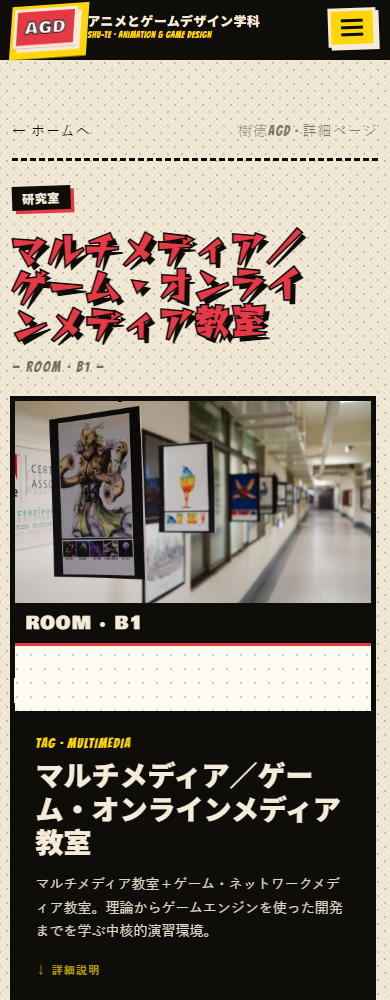 AGD
アニメとゲームデザイン学科
SHU-TE · ANIMATION & GAME DESIGN
← ホームへ
樹徳AGD · 詳細ページ
研究室
マルチメディア／
ゲーム・オンライ
ンメディア教室
— ROOM · B1 —
CERT
ASSO
ROOM · B1
TAG · MULTIMEDIA
マルチメディア／ゲー
ム・オンラインメディア
教室
マルチメディア教室＋ゲーム・ネットワークメデ
ィア教室。理論からゲームエンジンを使った開発
までを学ぶ中核的演習環境。
↓ 詳細説明